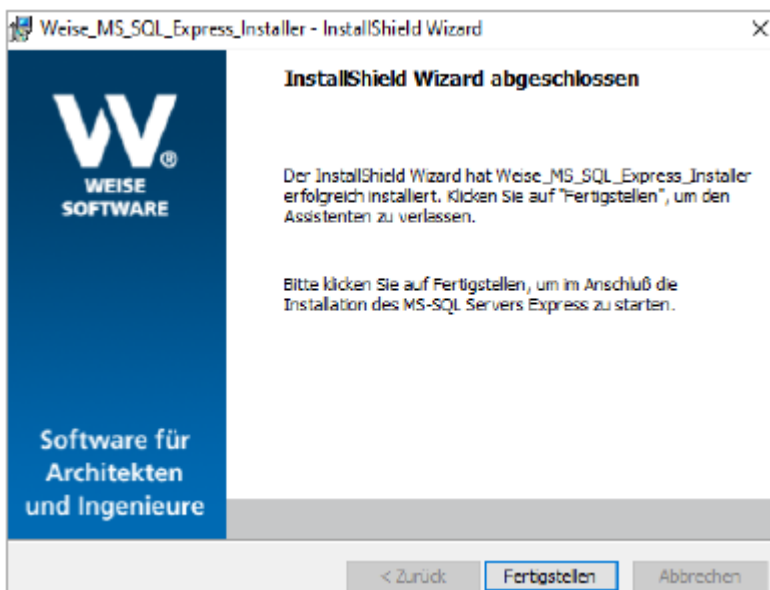 Weise_MS_SQL_Express_Installer - InstallShield Wizard
InstallShield Wizard abgeschlossen
W®
WEISE
SOFTWARE
Der InstallShield Wizard hat Weise_MS_SQL_Express_Installer
erfolgreich installiert. Klicken Sie auf "Fertigstellen", um den
Assistenten zu verlassen.
Bitte klicken Sie auf Fertigstellen, um im Anschluß die
Installation des MS-SQL Servers Express zu starten.
Software für
Architekten
und Ingenieure
< Zurück
Fertigstellen
Abbrechen